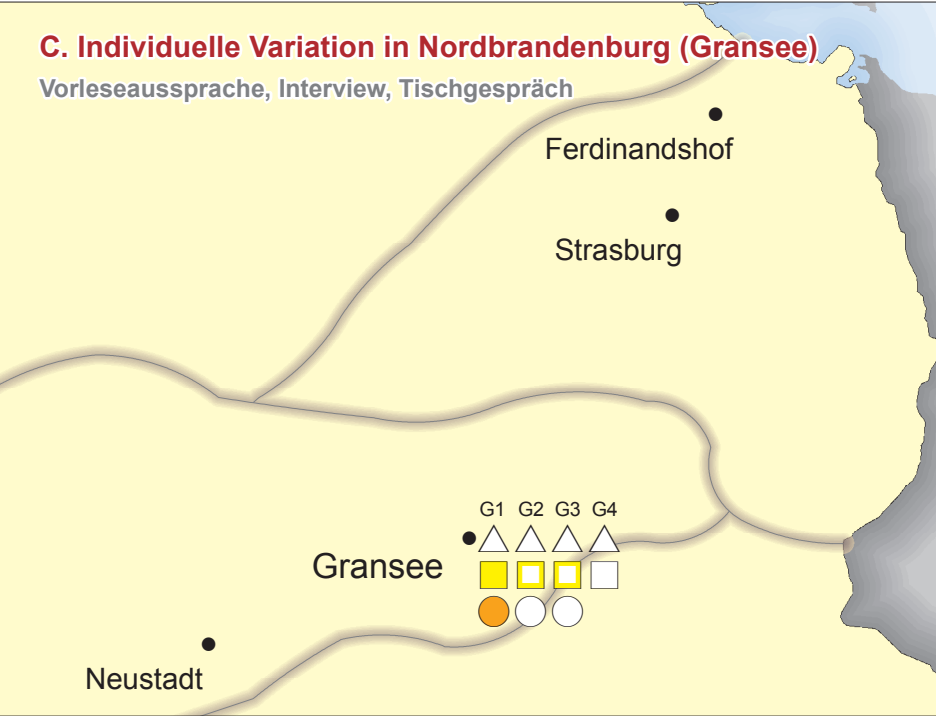 C. Individuelle Variation in Nordbrandenburg (Gransee)
Vorleseaussprache, Interview, Tischgespräch
Ferdinandshof
Strasburg
G1 G2 G3 G4
Gransee
Neustadt